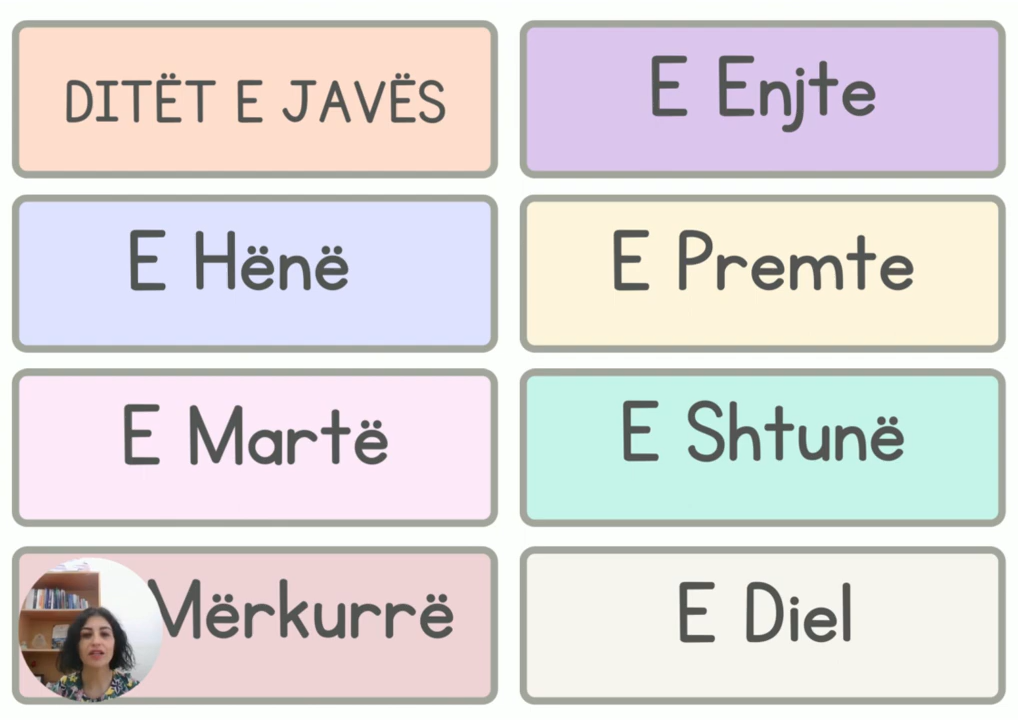 DITËT E JAVËS
E Hënë
E Martë
Mërkurrë
E Enjte
E Premte
E Shtunë
E Diel